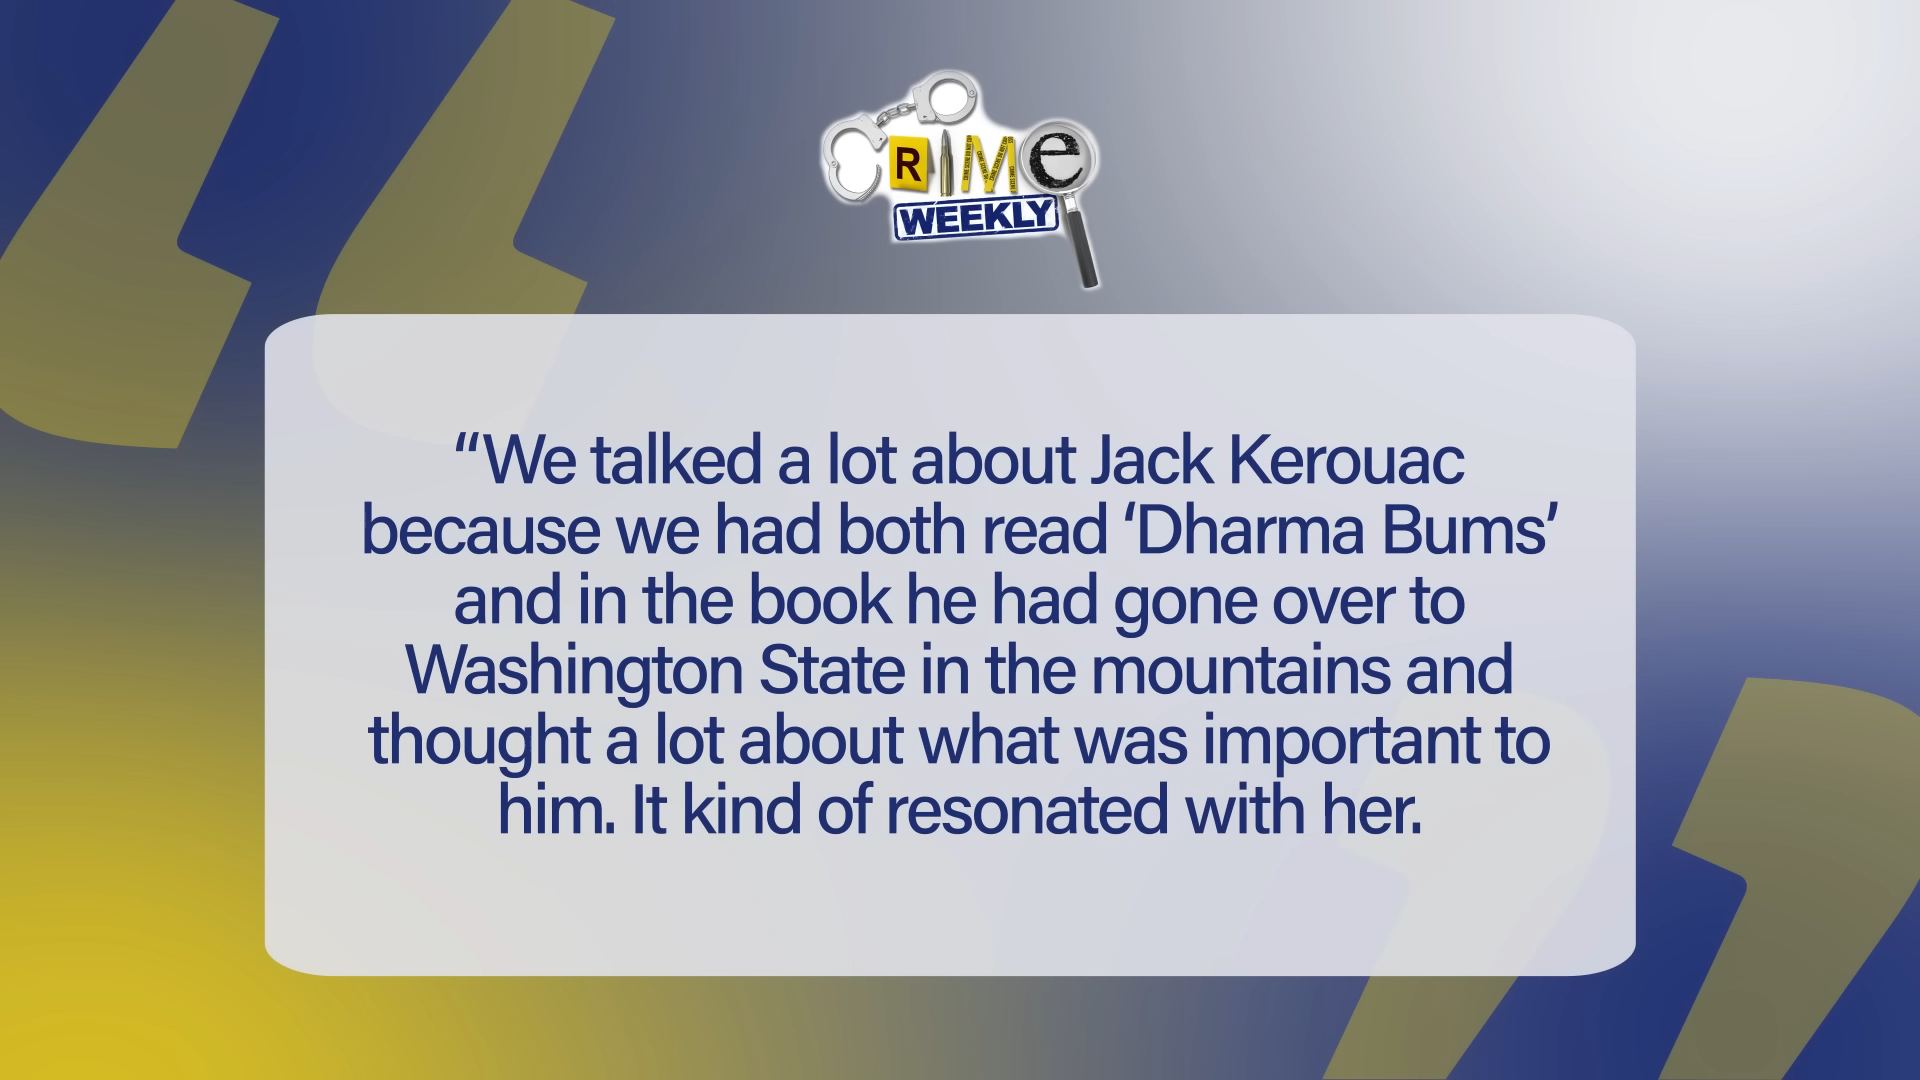 CRIMe
WEEKLY
“We talked a lot about Jack Kerouac
because we had both read ‘Dharma Bums’
and in the book he had gone over to
Washington State in the mountains and
thought a lot about what was important to
him. It kind of resonated with her.